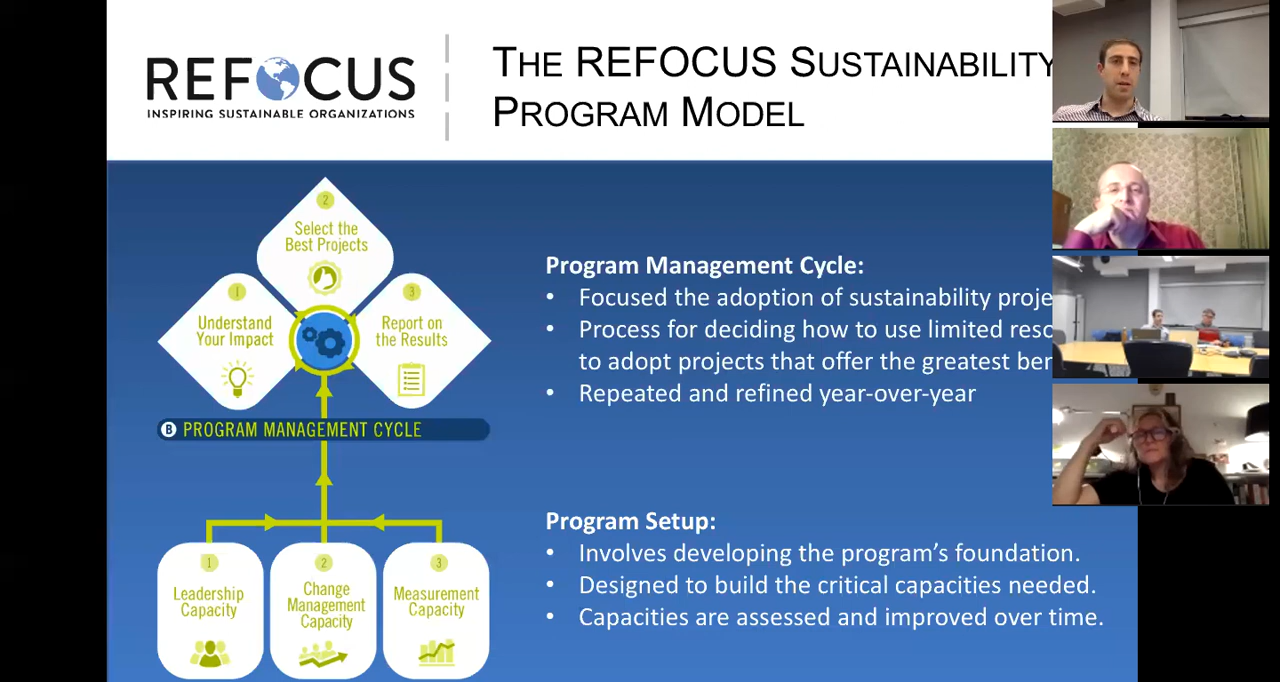 REFOCUS
INSPIRING SUSTAINABLE ORGANIZATIONS
THE REFOCUS SUSTAINABILITY
PROGRAM MODEL
2
Select the
Best Projects
1
Understand
Your Impact
3
Report on
the Results
B PROGRAM MANAGEMENT CYCLE
1
Leadership
Capacity
2
Change
Management
Capacity
3
Measurement
Capacity
Program Management Cycle:
• Focused the adoption of sustainability proje
• Process for deciding how to use limited resc
to adopt projects that offer the greatest ber
• Repeated and refined year-over-year
Program Setup:
• Involves developing the program’s foundation.
• Designed to build the critical capacities needed.
• Capacities are assessed and improved over time.